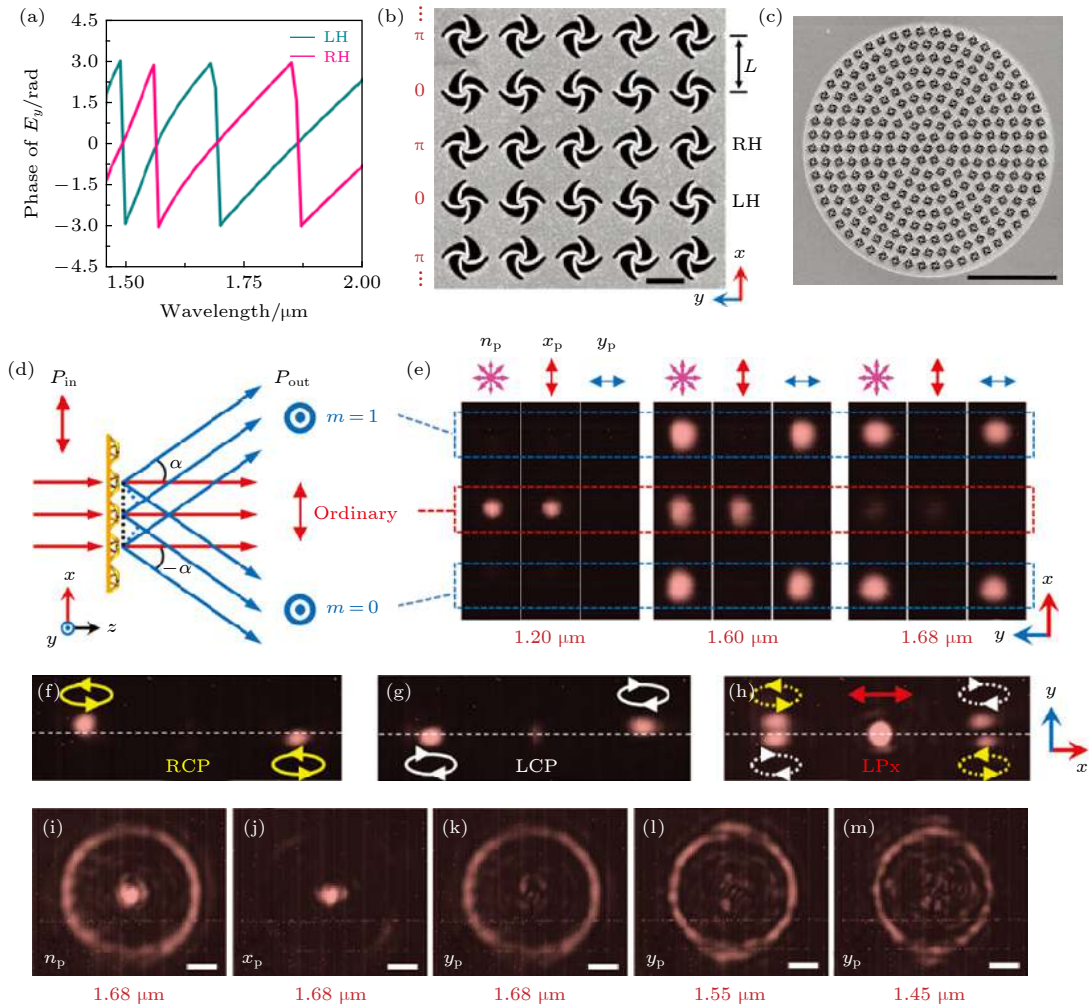 (a)
LH
RH
4.5
3.0
1.5
0
−1.5
−3.0
−4.5
Phase of Ey/rad
1.50
1.75
2.00
Wavelength/μm
(b)
⋮
π
0
π
0
π
⋮
L
RH
LH
x
y
(c)
(d)
Pin
Pout
m = 1
α
Ordinary
−α
m = 0
x
y
z
(e)
np
xp
yp
1.20 μm
1.60 μm
1.68 μm
x
y
(f)
RCP
(g)
LCP
(h)
LPx
y
x
(i)
np
1.68 μm
(j)
xp
1.68 μm
(k)
yp
1.68 μm
(l)
yp
1.55 μm
(m)
yp
1.45 μm